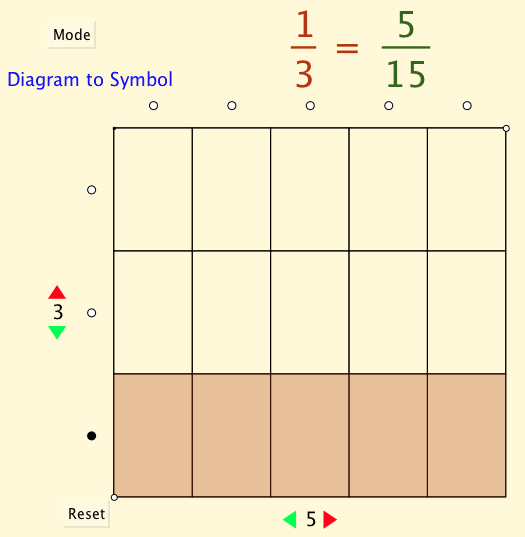 Mode
1/3 = 5/15
Diagram to Symbol
3
Reset
5